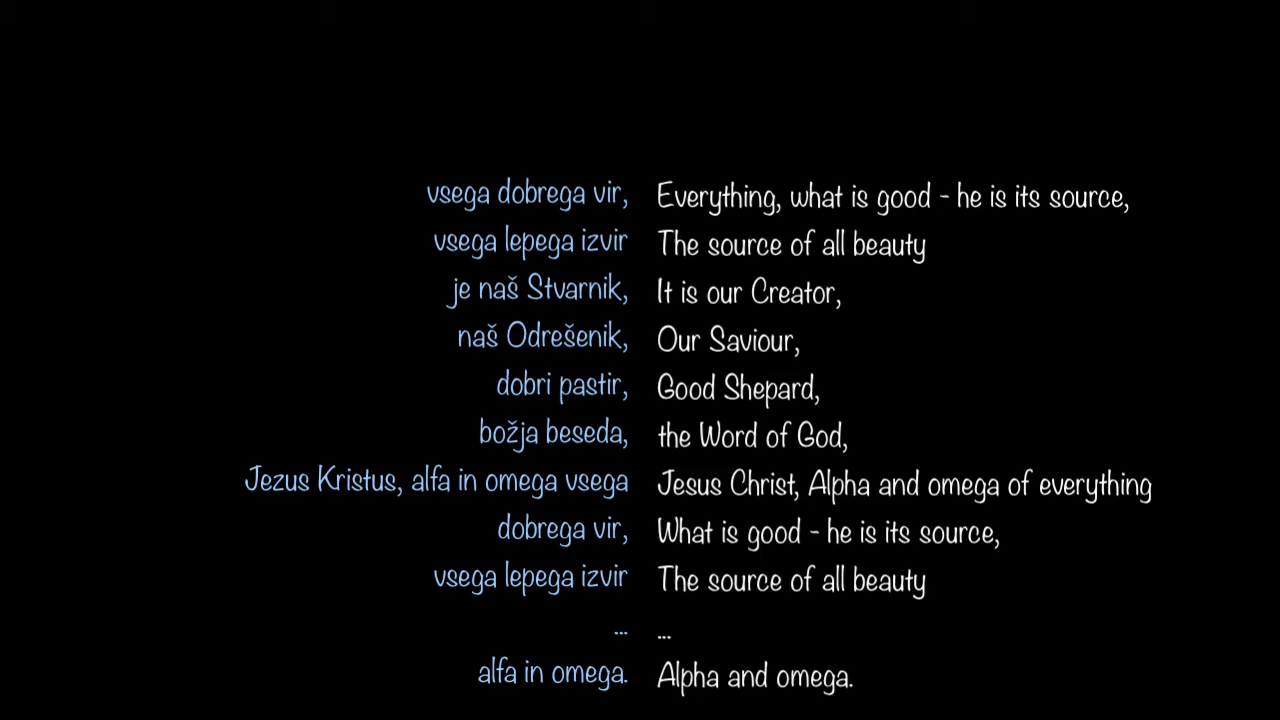 vsega dobrega vir, Everything, what is good - he is its source,
vsega lepega izvir The source of all beauty
je naš Stvarnik, It is our Creator,
naš Odrešenik, Our Saviour,
dobri pastir, Good Shepard,
božja beseda, the Word of God,
Jezus Kristus, alfa in omega vsega Jesus Christ, Alpha and omega of everything
dobrega vir, What is good - he is its source,
vsega lepega izvir The source of all beauty
... ...
alfa in omega. Alpha and omega.